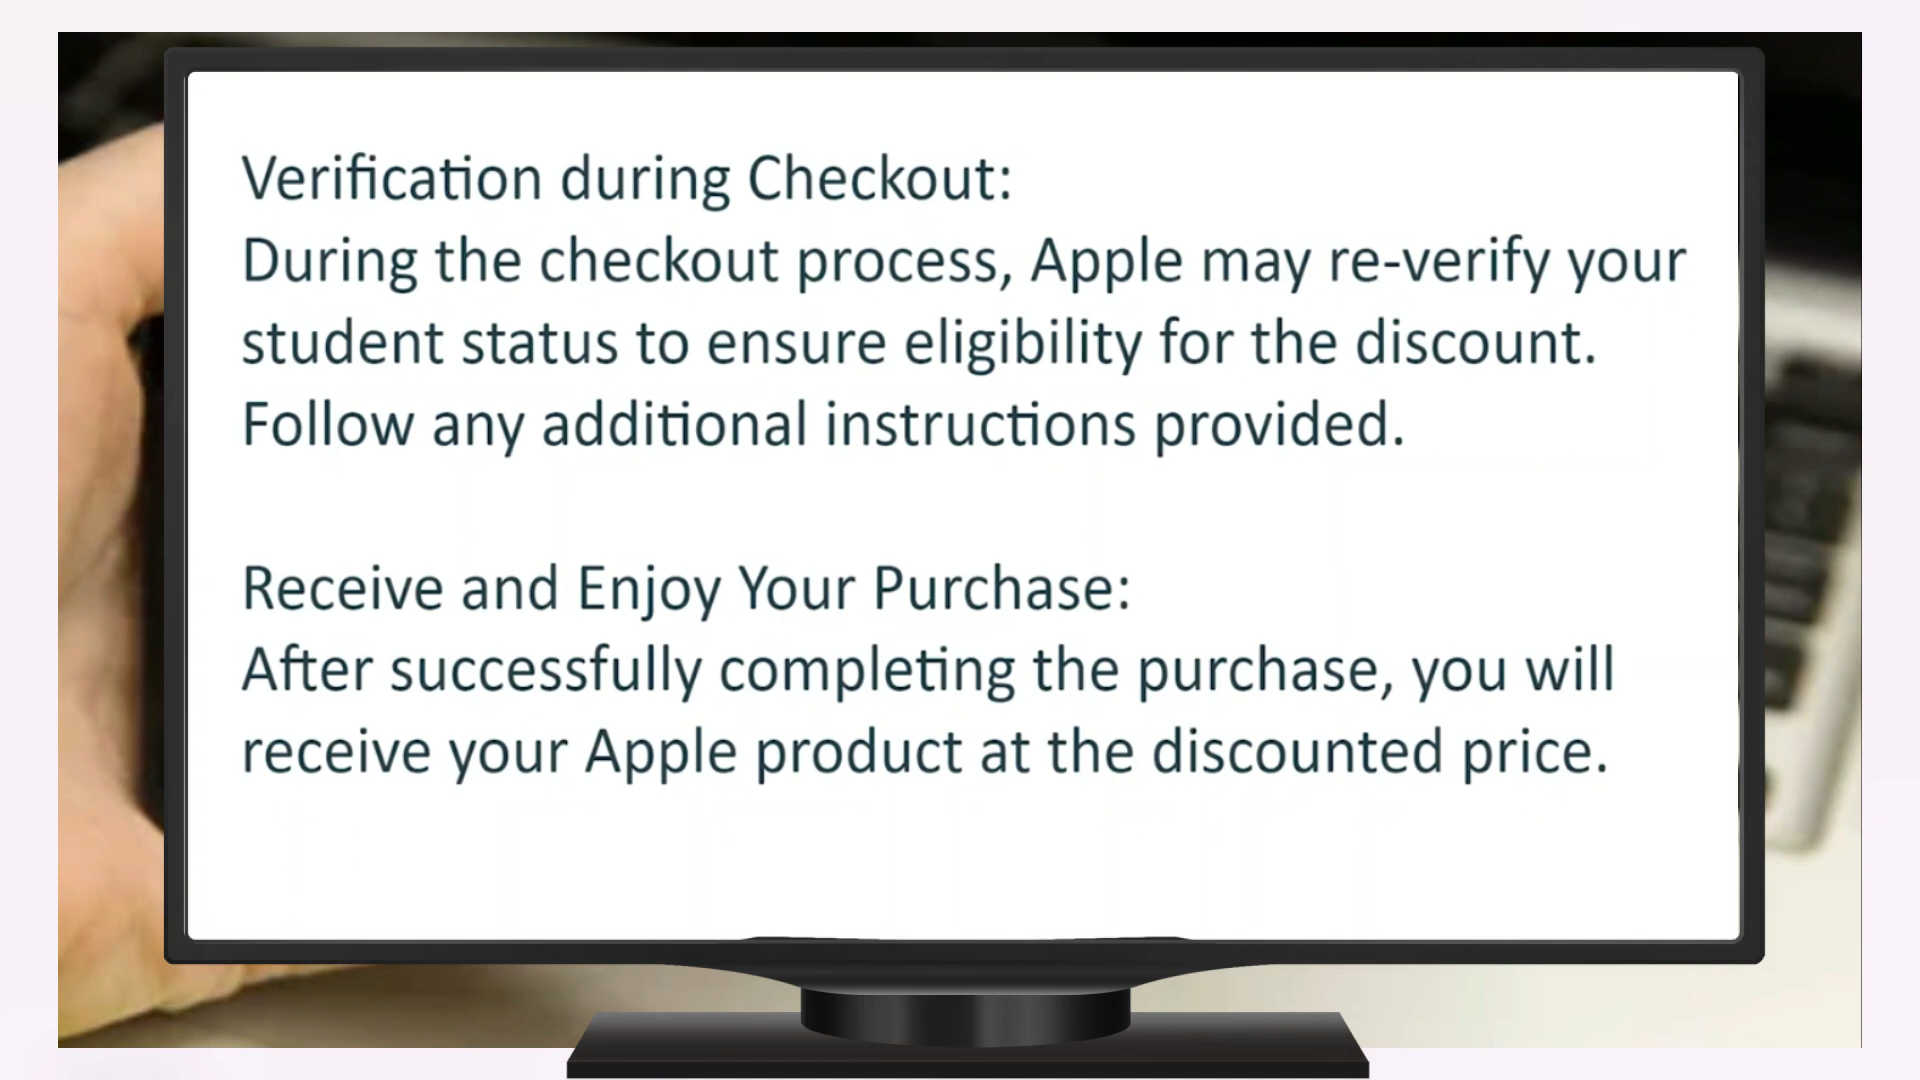 Verification during Checkout:
During the checkout process, Apple may re-verify your
student status to ensure eligibility for the discount.
Follow any additional instructions provided.
Receive and Enjoy Your Purchase:
After successfully completing the purchase, you will
receive your Apple product at the discounted price.